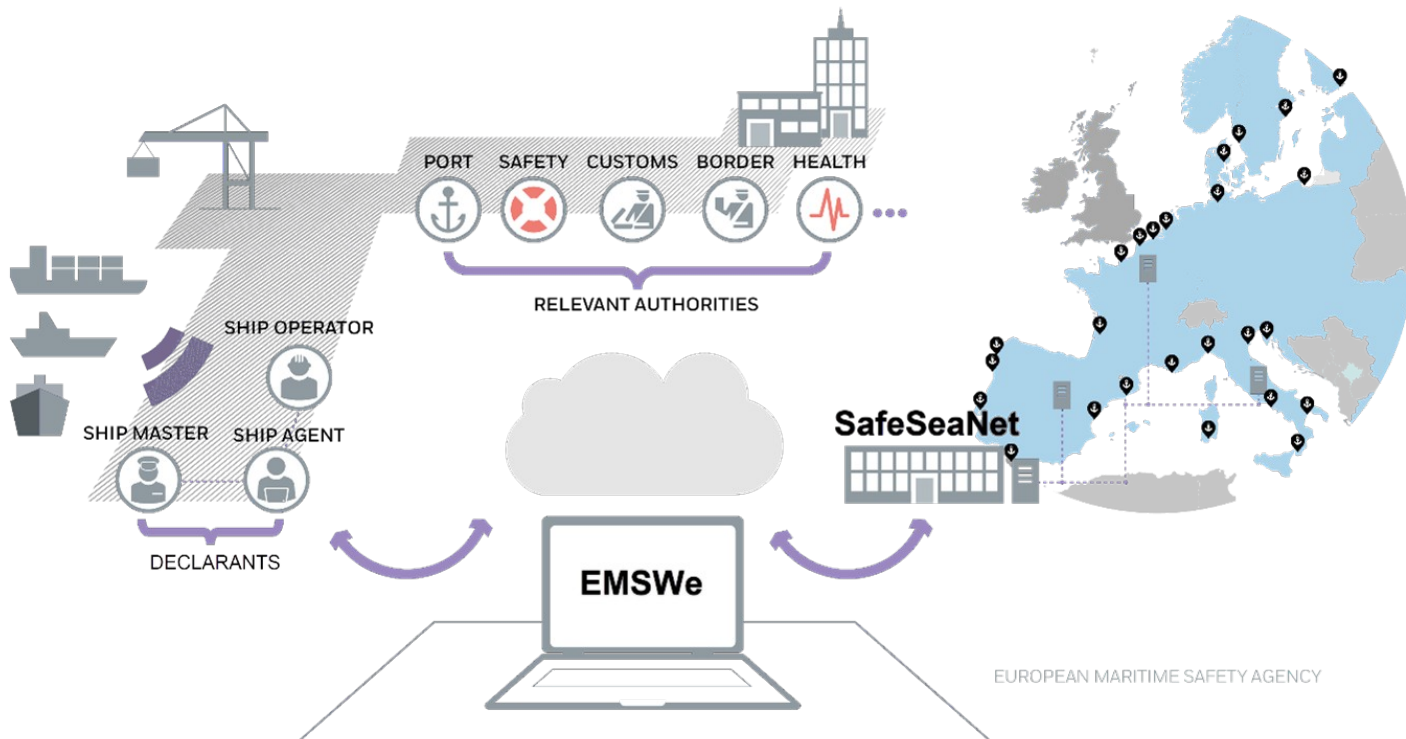 PORT
SAFETY
CUSTOMS
BORDER
HEALTH
RELEVANT AUTHORITIES
SHIP OPERATOR
SHIP MASTER
SHIP AGENT
DECLARANTS
SafeSeaNet
EMSWe
EUROPEAN MARITIME SAFETY AGENCY